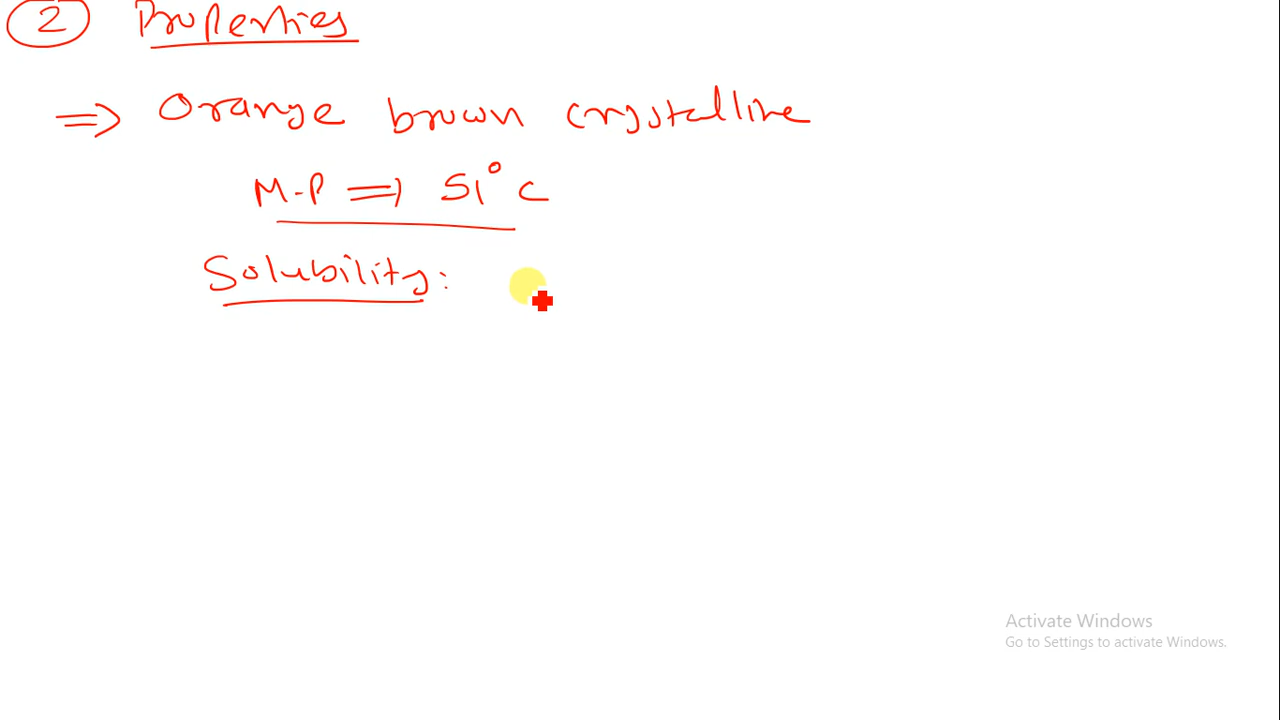 2 Properties
⇒ Orange brown crystalline
M.P ⇒ 51° C
Solubility:
Activate Windows
Go to Settings to activate Windows.